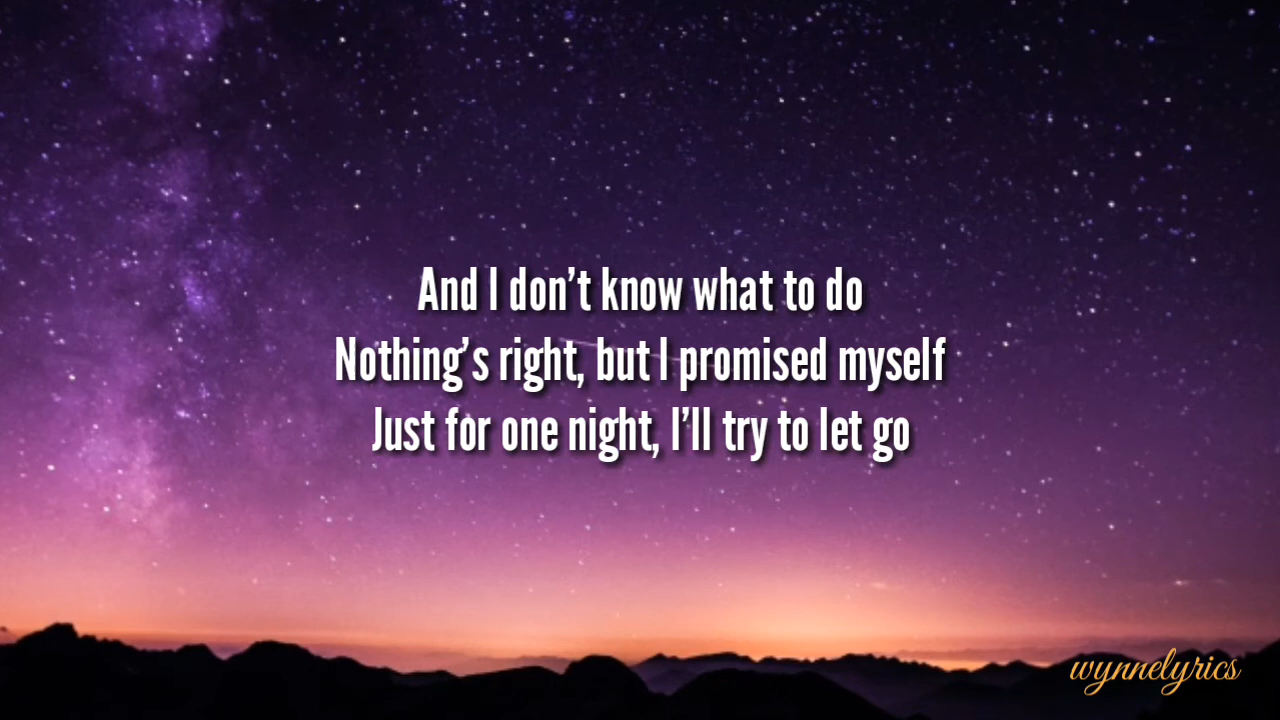 And I don’t know what to do
Nothing’s right, but I promised myself
Just for one night, I’ll try to let go
wynnelyrics